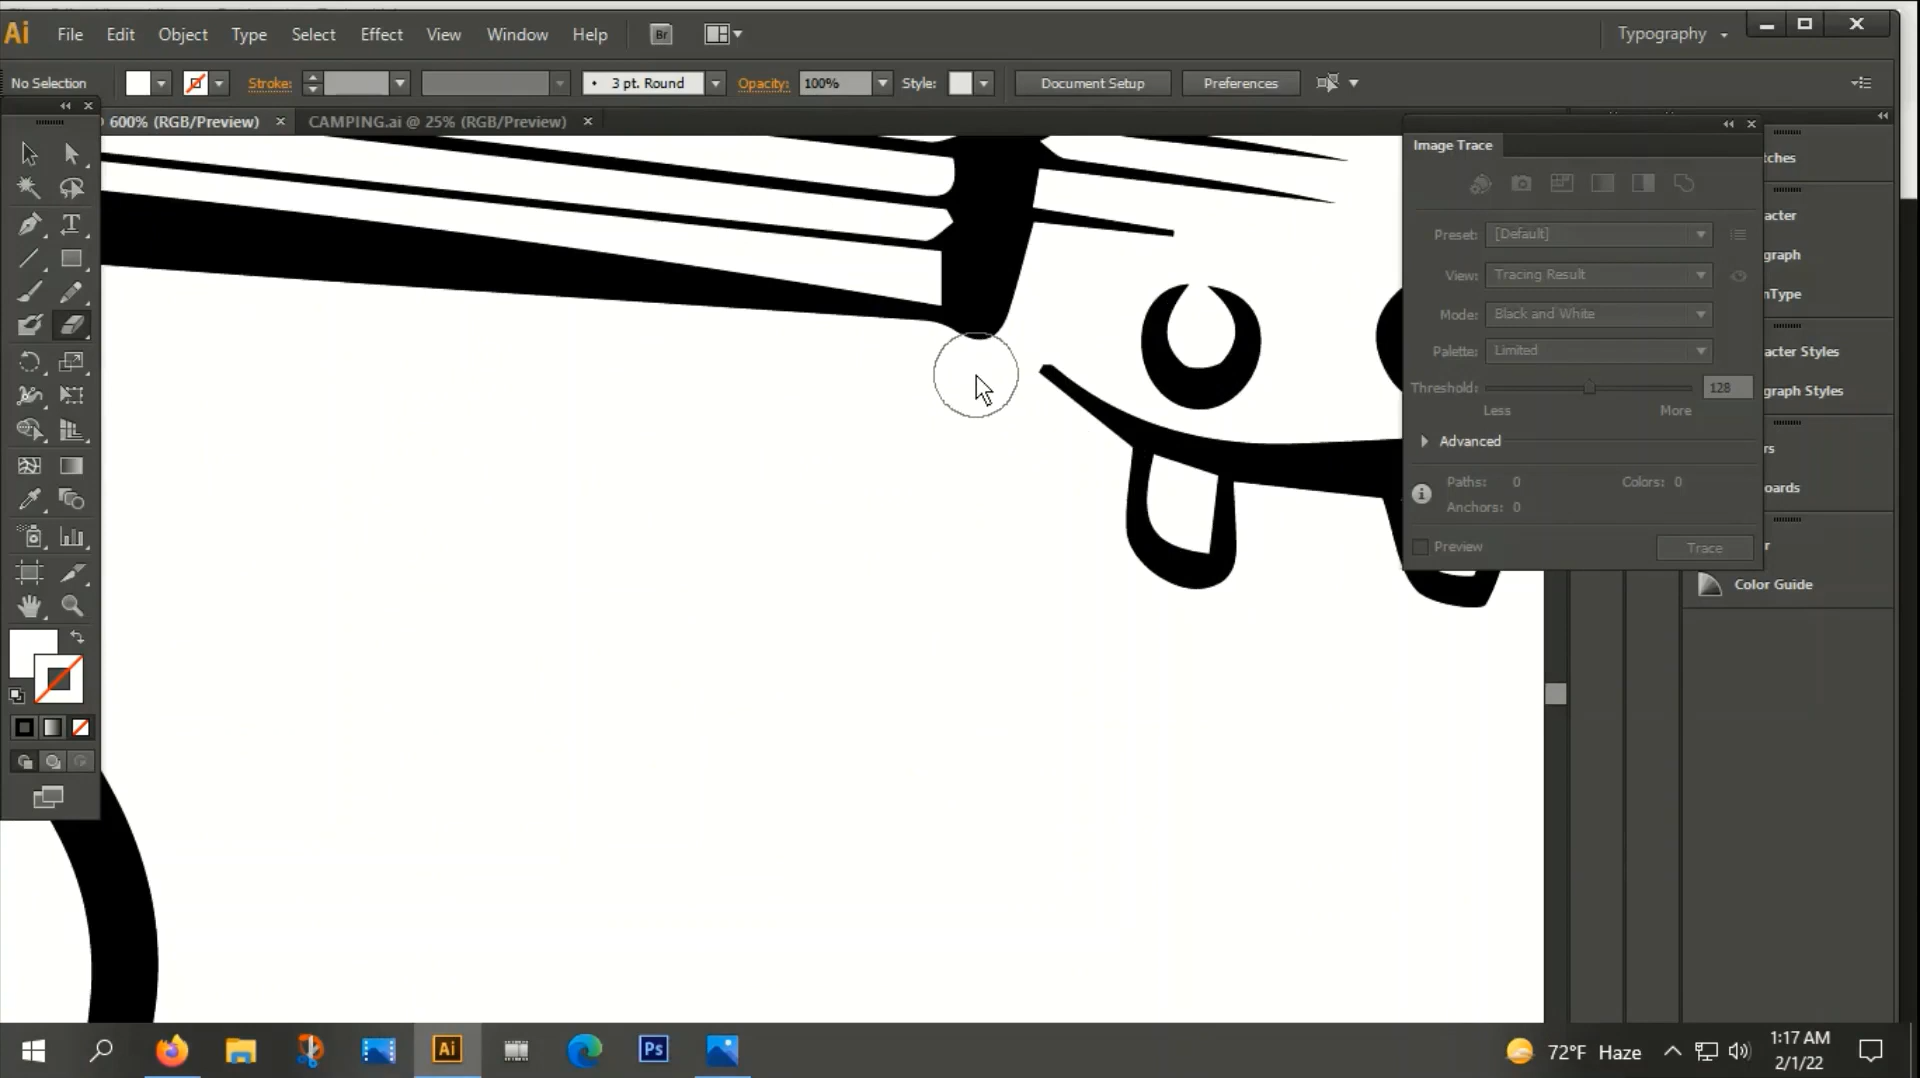 Ai File Edit Object Type Select Effect View Window Help Br Typography
No Selection Stroke: 3 pt. Round Opacity: 100% Style: Document Setup Preferences
600% (RGB/Preview) CAMPING.ai @ 25% (RGB/Preview)
Image Trace
tches
acter
Preset: [Default]
graph
View: Tracing Result
nType
Mode: Black and White
Palette: Limited
acter Styles
Threshold: 128
graph Styles
Less More
Advanced
rs
Paths: 0 Colors: 0
oards
Anchors: 0
r
Preview Trace
Color Guide
Ai Ps 72°F Haze
1:17 AM
2/1/22